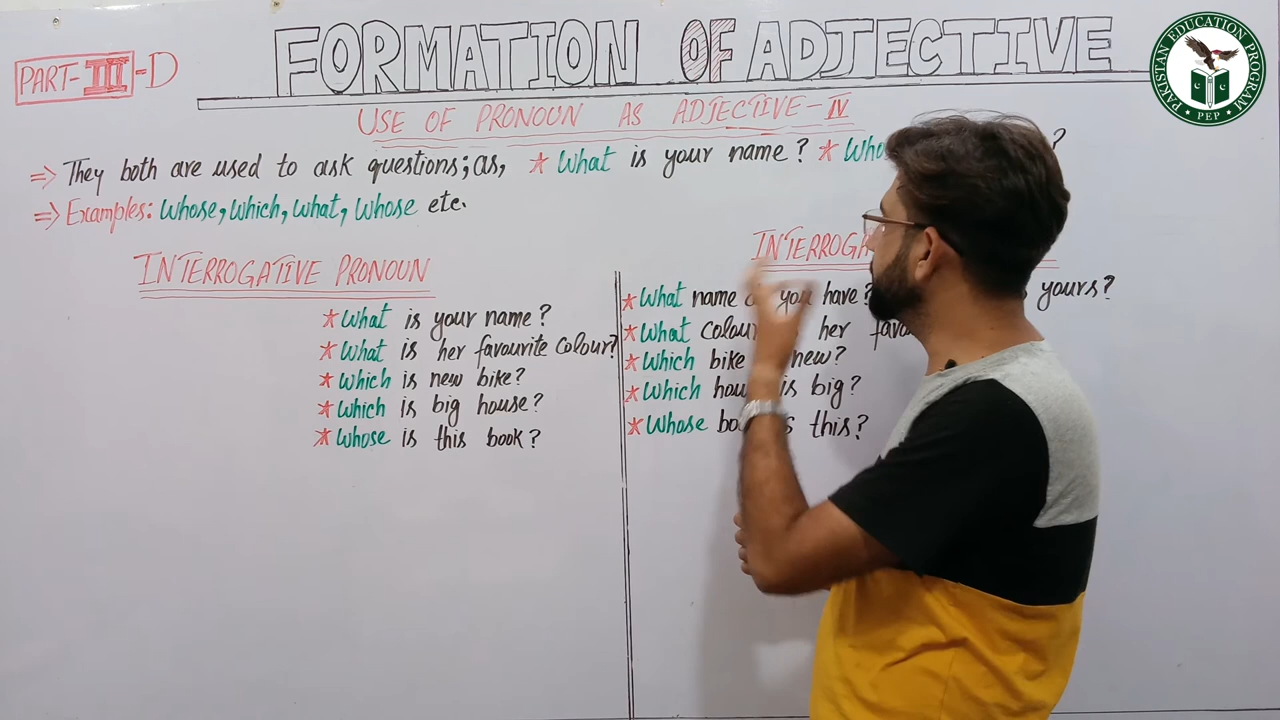 PART-III-D
FORMATION OF ADJECTIVE
PAKISTAN EDUCATION PROGRAM
PEP
USE OF PRONOUN AS ADJECTIVE-IV
⇒ They both are used to ask questions; as, * What is your name? * ?
⇒ Examples: Whose, Which, What, Whose etc.
INTERROGATIVE PRONOUN
* What is your name?
* What is her favourite colour?
* Which is new bike?
* Which is big house?
* Whose is this book?
* What name you have? yours?
* What her
* Which bike new?
* Which is big?
* Whose this?